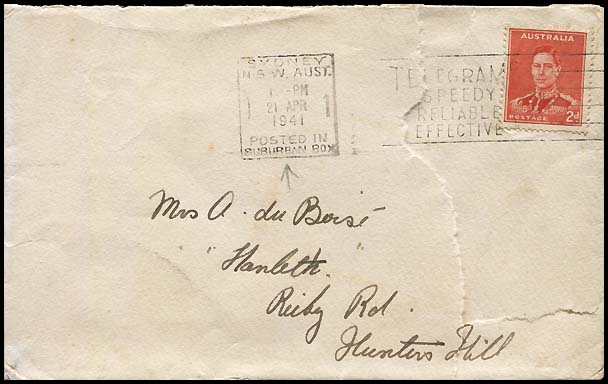 SYDNEY
N.S.W. AUST.
-PM
21 APR
1941
POSTED IN
SUBURBAN BOX
TELEGRAMS
SPEEDY
RELIABLE
EFFECTIVE
AUSTRALIA
POSTAGE 2d
Mrs A. du Boisé
"Hanleth"
Reiby Rd.
Hunters Hill